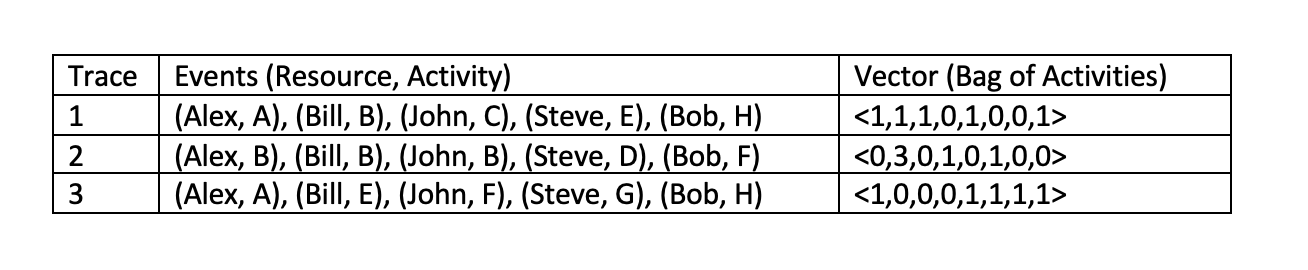 Trace Events (Resource, Activity) Vector (Bag of Activities)
1 (Alex, A), (Bill, B), (John, C), (Steve, E), (Bob, H) <1,1,1,0,1,0,0,1>
2 (Alex, B), (Bill, B), (John, B), (Steve, D), (Bob, F) <0,3,0,1,0,1,0,0>
3 (Alex, A), (Bill, E), (John, F), (Steve, G), (Bob, H) <1,0,0,0,1,1,1,1>